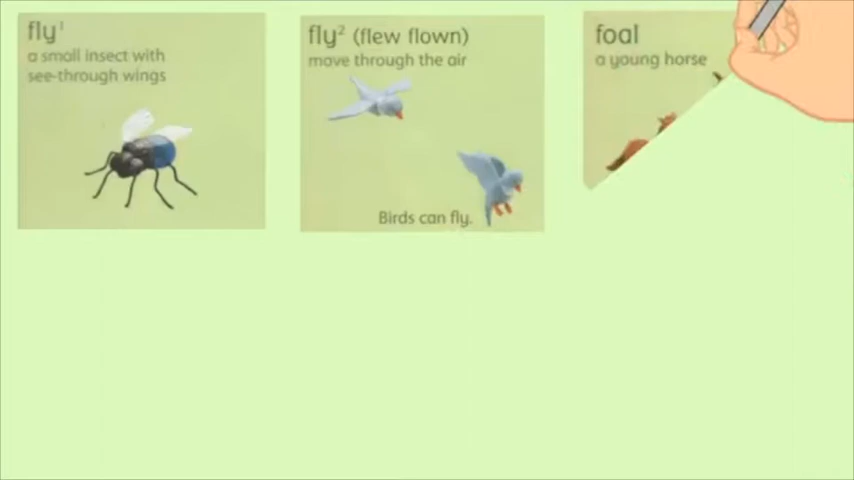 fly¹
a small insect with
see-through wings
fly² (flew flown)
move through the air
Birds can fly.
foal
a young horse